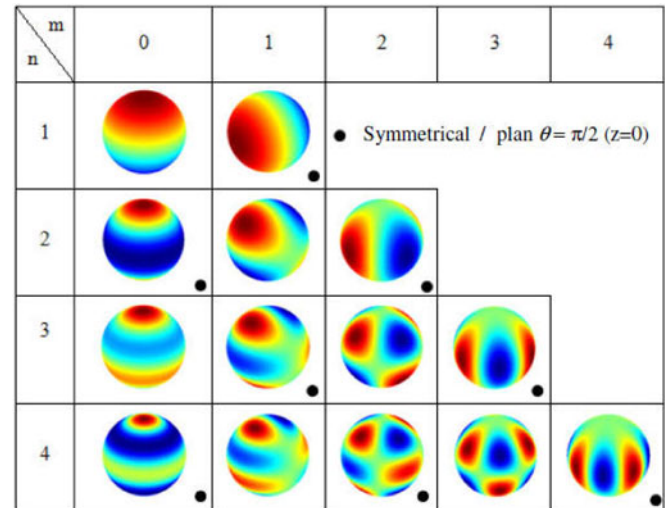 m
n
0 1 2 3 4
1
● Symmetrical / plan θ = π/2 (z=0)
2
3
4